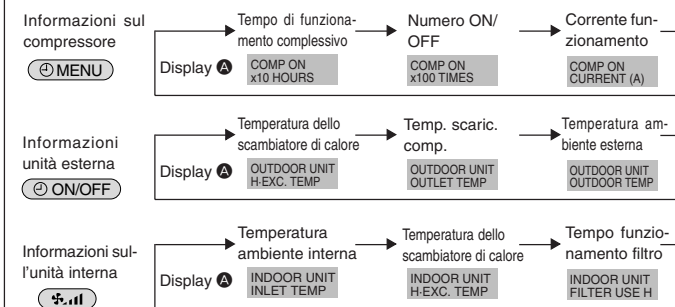 Informazioni sul
compressore
MENU
Display A
Tempo di funziona-
mento complessivo
COMP ON
x10 HOURS
Numero ON/
OFF
COMP ON
x100 TIMES
Corrente fun-
zionamento
COMP ON
CURRENT (A)
Informazioni
unità esterna
ON/OFF
Display A
Temperatura dello
scambiatore di calore
OUTDOOR UNIT
H-EXC. TEMP
Temp. scaric.
comp.
OUTDOOR UNIT
OUTLET TEMP
Temperatura am-
biente esterna
OUTDOOR UNIT
OUTDOOR TEMP
Informazioni sul-
l'unità interna
Display A
Temperatura
ambiente interna
INDOOR UNIT
INLET TEMP
Temperatura dello
scambiatore di calore
INDOOR UNIT
H-EXC. TEMP
Tempo funzio-
namento filtro
INDOOR UNIT
FILTER USE H